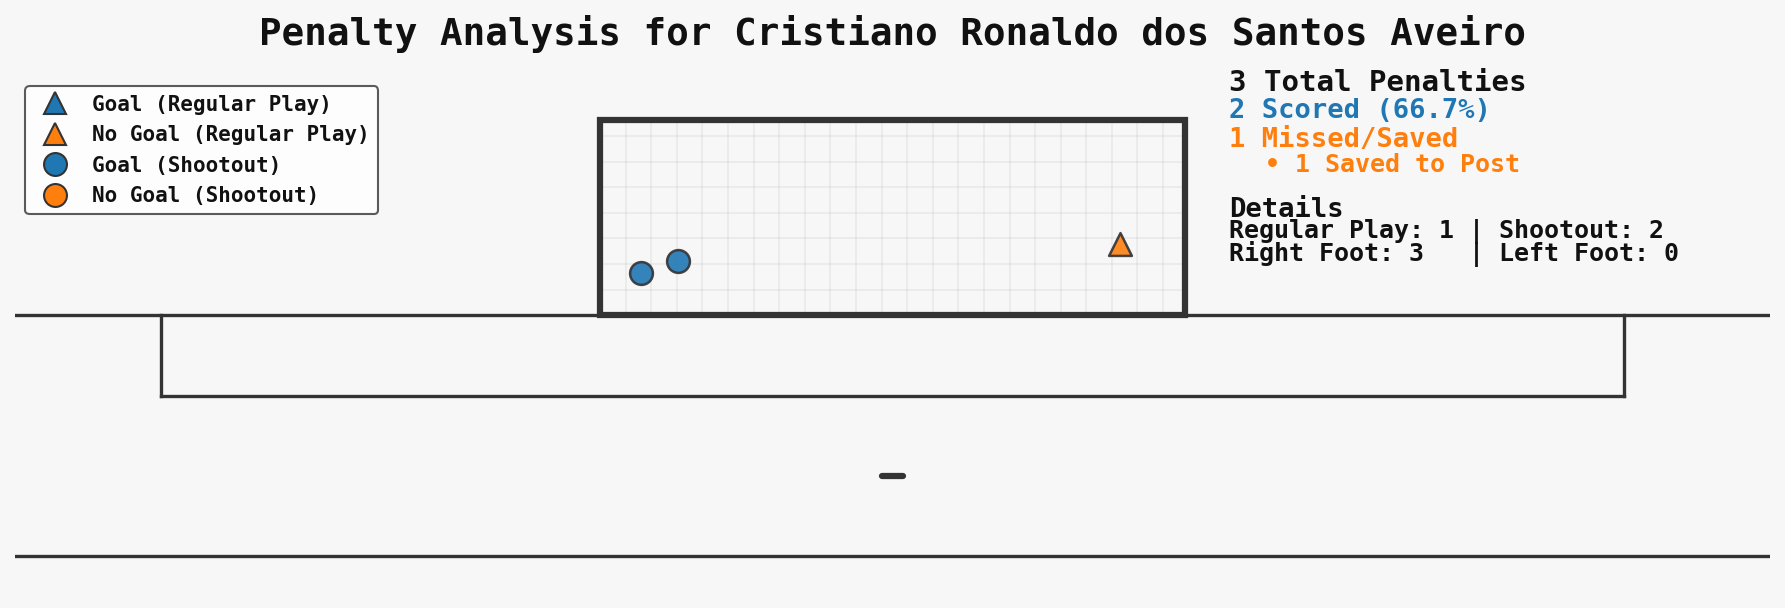 Penalty Analysis for Cristiano Ronaldo dos Santos Aveiro
Goal (Regular Play)
No Goal (Regular Play)
Goal (Shootout)
No Goal (Shootout)
3 Total Penalties
2 Scored (66.7%)
1 Missed/Saved
• 1 Saved to Post
Details
Regular Play: 1 | Shootout: 2
Right Foot: 3 | Left Foot: 0